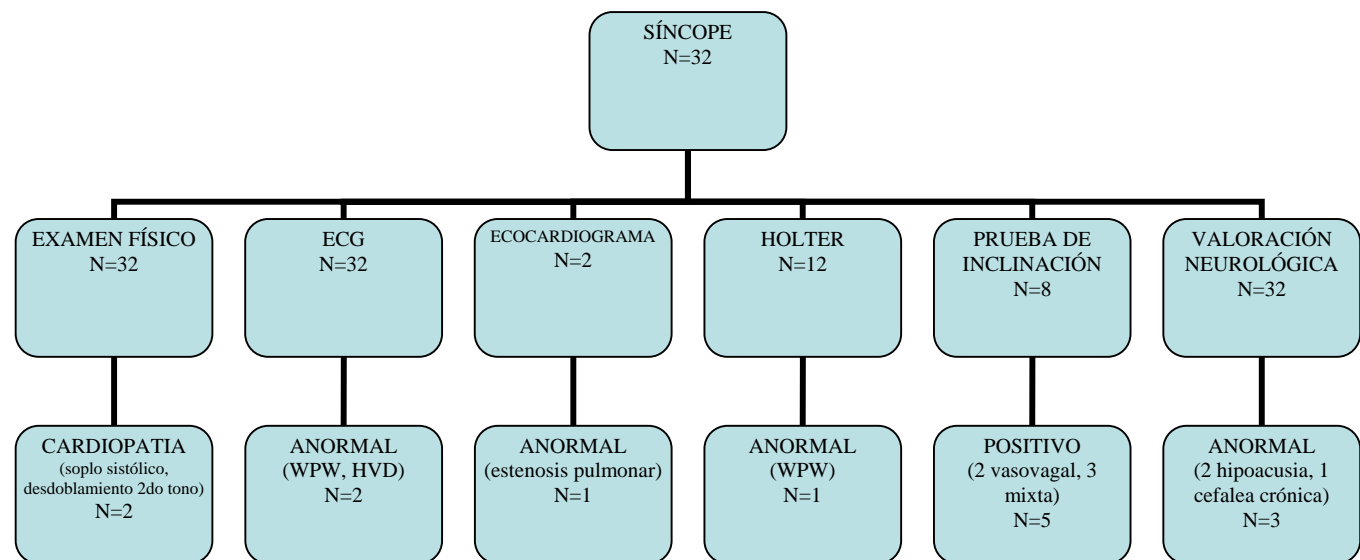 SÍNCOPE
N=32
EXAMEN FÍSICO
N=32
ECG
N=32
ECOCARDIOGRAMA
N=2
HOLTER
N=12
PRUEBA DE
INCLINACIÓN
N=8
VALORACIÓN
NEUROLÓGICA
N=32
CARDIOPATIA
(soplo sistólico,
desdoblamiento 2do tono)
N=2
ANORMAL
(WPW, HVD)
N=2
ANORMAL
(estenosis pulmonar)
N=1
ANORMAL
(WPW)
N=1
POSITIVO
(2 vasovagal, 3
mixta)
N=5
ANORMAL
(2 hipoacusia, 1
cefalea crónica)
N=3